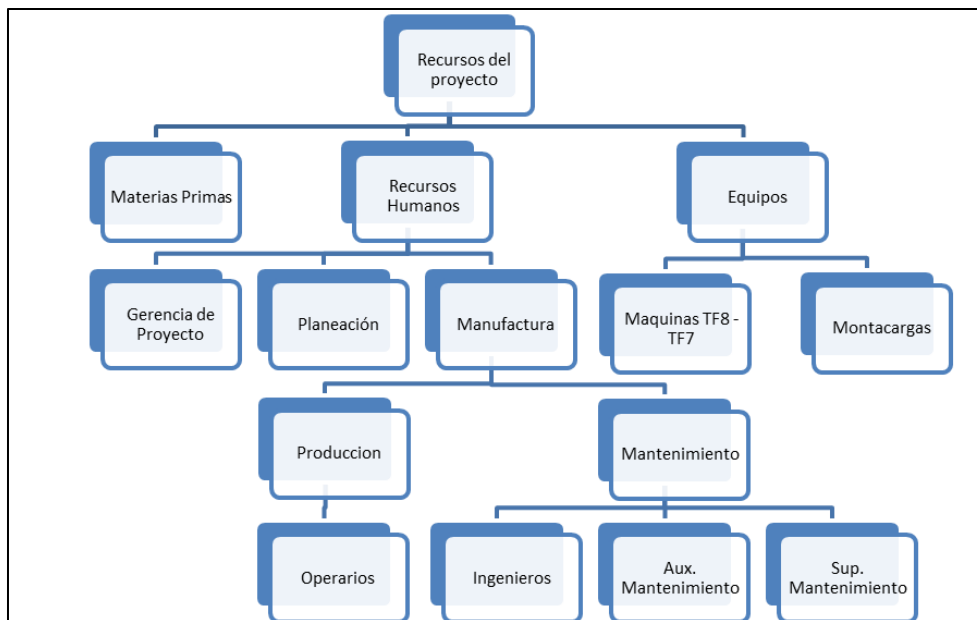 Recursos del
proyecto
Materias Primas
Recursos
Humanos
Equipos
Gerencia de
Proyecto
Planeación
Manufactura
Maquinas TF8 -
TF7
Montacargas
Produccion
Mantenimiento
Operarios
Ingenieros
Aux.
Mantenimiento
Sup.
Mantenimiento